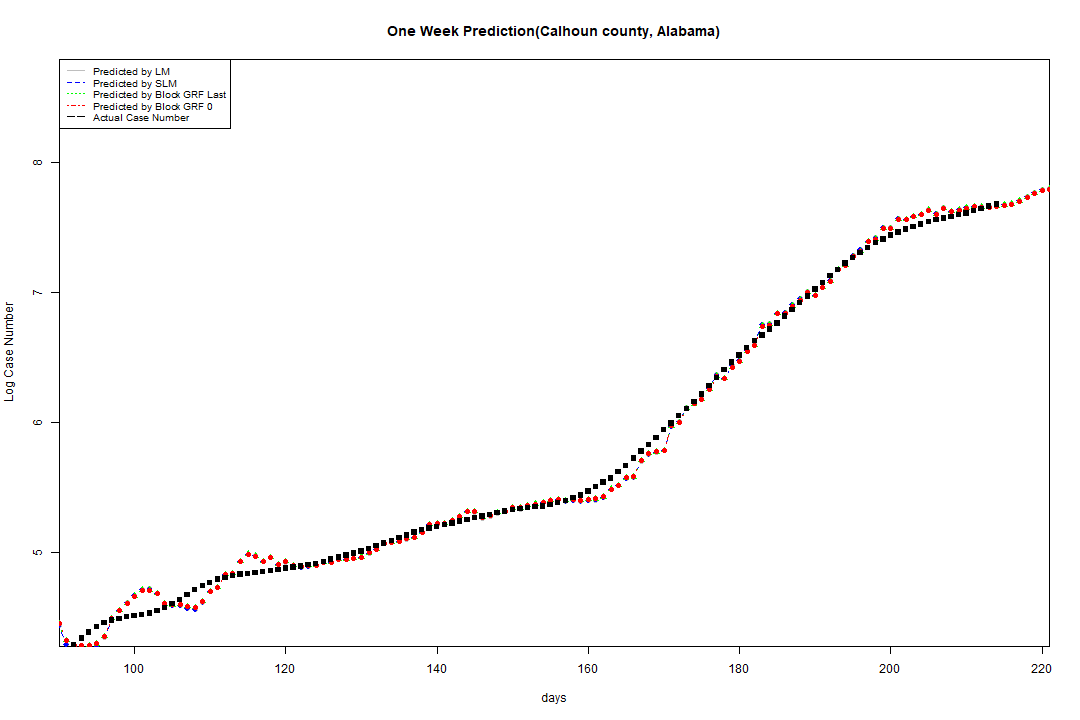 One Week Prediction(Calhoun county, Alabama)
Predicted by LM
Predicted by SLM
Predicted by Block GRF Last
Predicted by Block GRF 0
Actual Case Number
8
7
6
5
Log Case Number
100 120 140 160 180 200 220
days